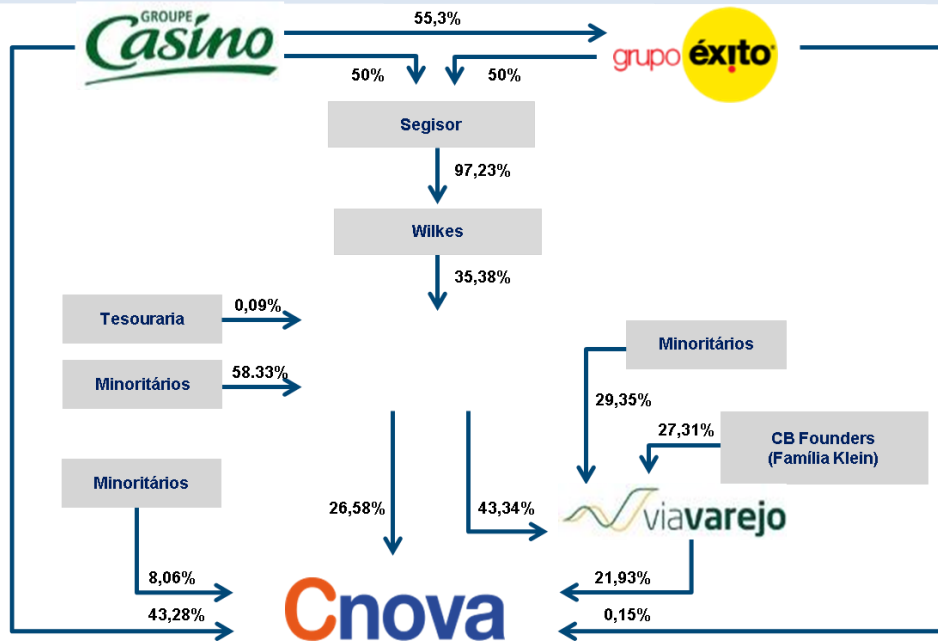 GROUPE
Casino
55,3%
grupo éxito
50%
50%
Segisor
97,23%
Wilkes
35,38%
Tesouraria
0,09%
Minoritários
58.33%
Minoritários
29,35%
27,31%
CB Founders
(Família Klein)
Minoritários
26,58%
43,34%
viavarejo
8,06%
21,93%
43,28%
0,15%
Cnova